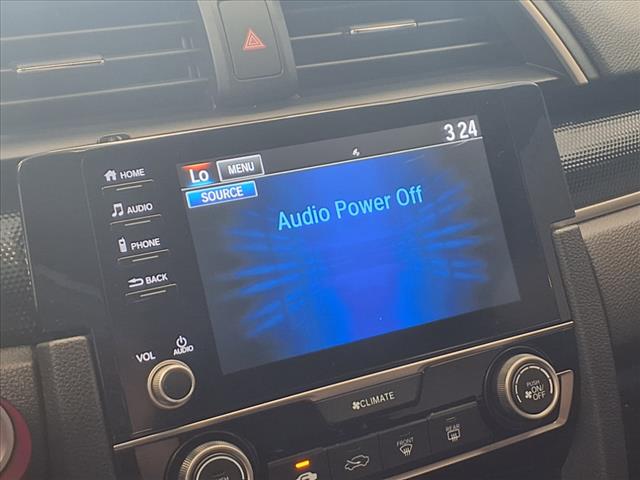 HOME
AUDIO
PHONE
BACK
VOL
AUDIO
Lo
MENU
3 24
SOURCE
Audio Power Off
CLIMATE
PUSH
ON/
OFF
FRONT
REAR